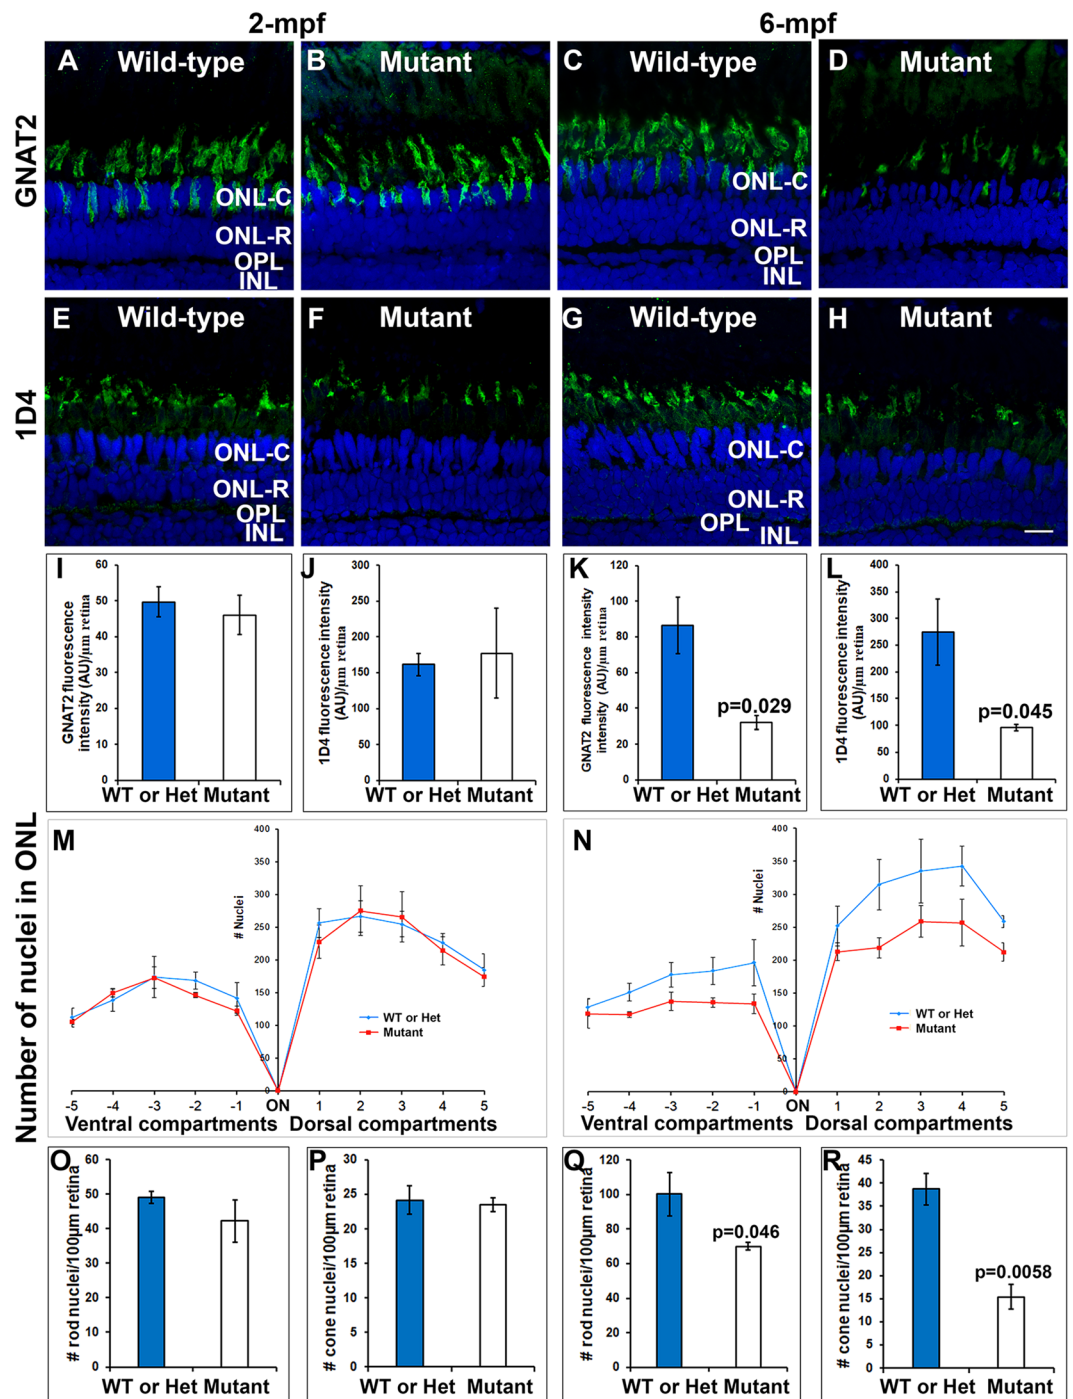 2-mpf
6-mpf
GNAT2
A Wild-type
ONL-C
ONL-R
OPL
INL
B Mutant
C Wild-type
ONL-C
ONL-R
OPL
INL
D Mutant
1D4
E Wild-type
ONL-C
ONL-R
OPL
INL
F Mutant
G Wild-type
ONL-C
ONL-R
OPL
INL
H Mutant
I
GNAT2 fluorescence
intensity (AU)/µm retina
60
50
40
30
20
10
0
WT or Het Mutant
J
1D4 fluorescence intensity
(AU)/µm retina
300
250
200
150
100
50
0
WT or Het Mutant
K
GNAT2 fluorescence intensity
intensity (AU)/µm retina
120
100
80
60
40
20
0
p=0.029
WT or Het Mutant
L
1D4 fluorescence intensity
(AU)/µm retina
400
350
300
250
200
150
100
50
0
p=0.045
WT or Het Mutant
Number of nuclei in ONL
M
# Nuclei
400
350
300
250
200
150
100
50
0
WT or Het
Mutant
-5 -4 -3 -2 -1 ON 1 2 3 4 5
Ventral compartments Dorsal compartments
N
# Nuclei
400
350
300
250
200
150
100
50
0
WT or Het
Mutant
-5 -4 -3 -2 -1 ON 1 2 3 4 5
Ventral compartments Dorsal compartments
O
# rod nuclei/100µm retina
60
50
40
30
20
10
0
WT or Het Mutant
P
# cone nuclei/100µm retina
30
25
20
15
10
5
0
WT or Het Mutant
Q
# rod nuclei/100µm retina
120
100
80
60
40
20
0
p=0.046
WT or Het Mutant
R
# cone nuclei/100µm retina
45
40
35
30
25
20
15
10
5
0
p=0.0058
WT or Het Mutant